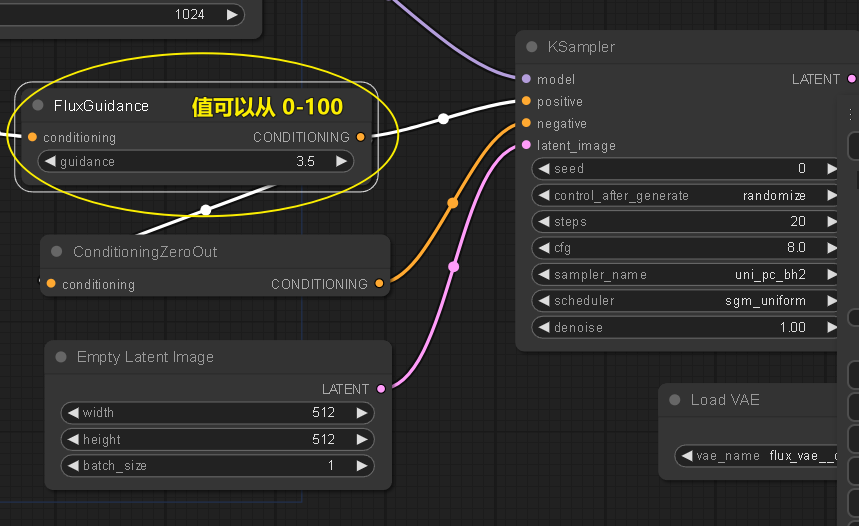 1024
KSampler
model
LATENT
FluxGuidance
值可以从 0-100
positive
conditioning
CONDITIONING
negative
guidance
3.5
latent_image
seed
0
control_after_generate
randomize
steps
20
ConditioningZeroOut
cfg
8.0
conditioning
CONDITIONING
sampler_name
uni_pc_bh2
scheduler
sgm_uniform
denoise
1.00
Empty Latent Image
LATENT
Load VAE
width
512
height
512
vae_name
flux_vae__
batch_size
1